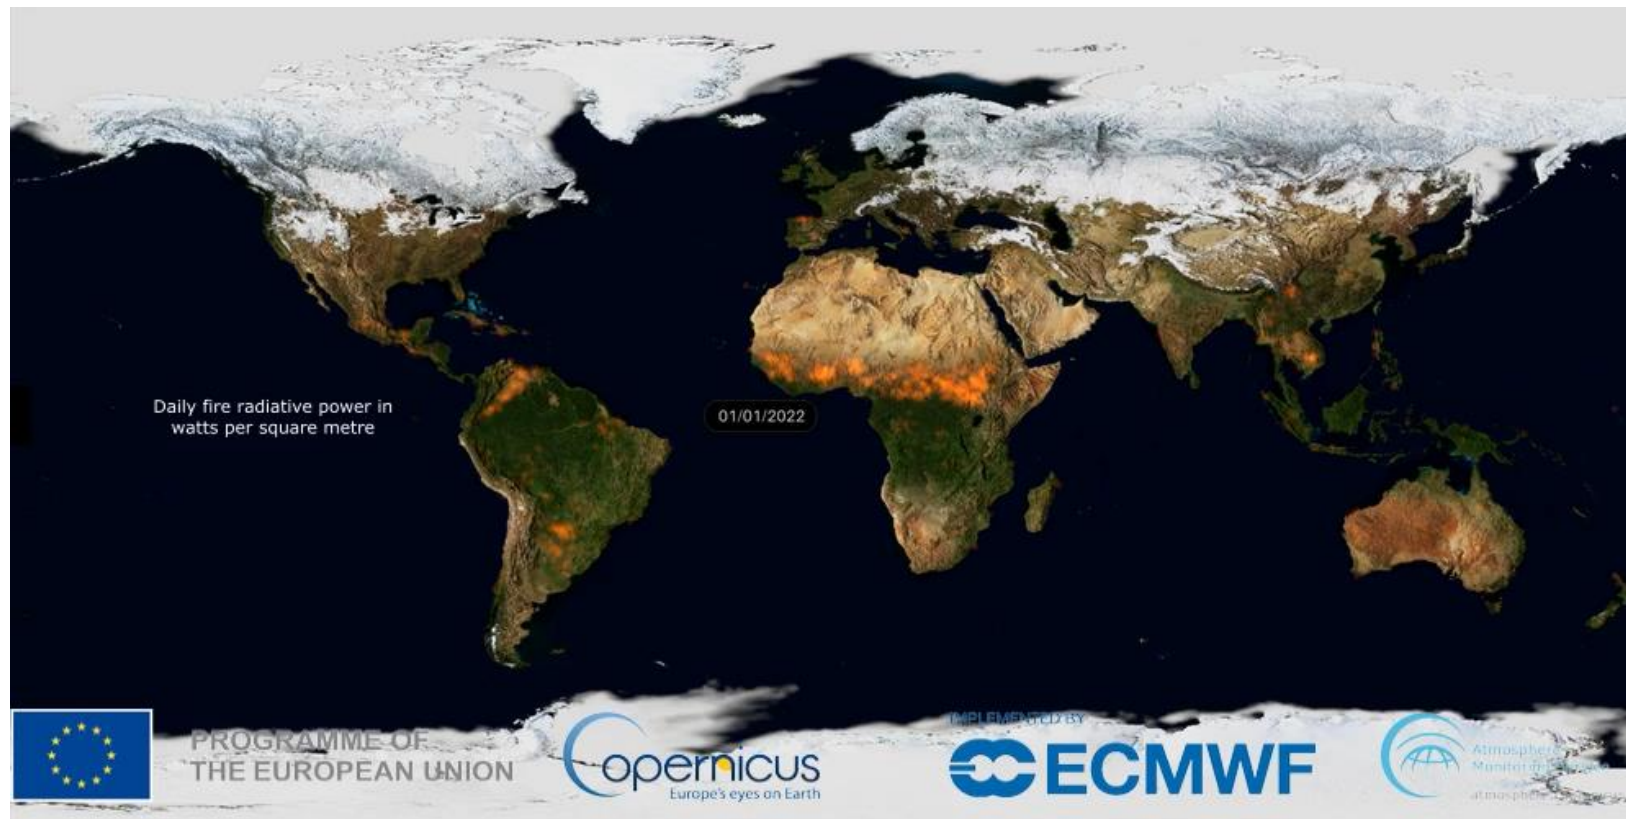 Daily fire radiative power in
watts per square metre
01/01/2022
PROGRAMME OF
THE EUROPEAN UNION
opernicus
Europe's eyes on Earth
IMPLEMENTED BY
ECMWF
Atmosphere
Monitoring